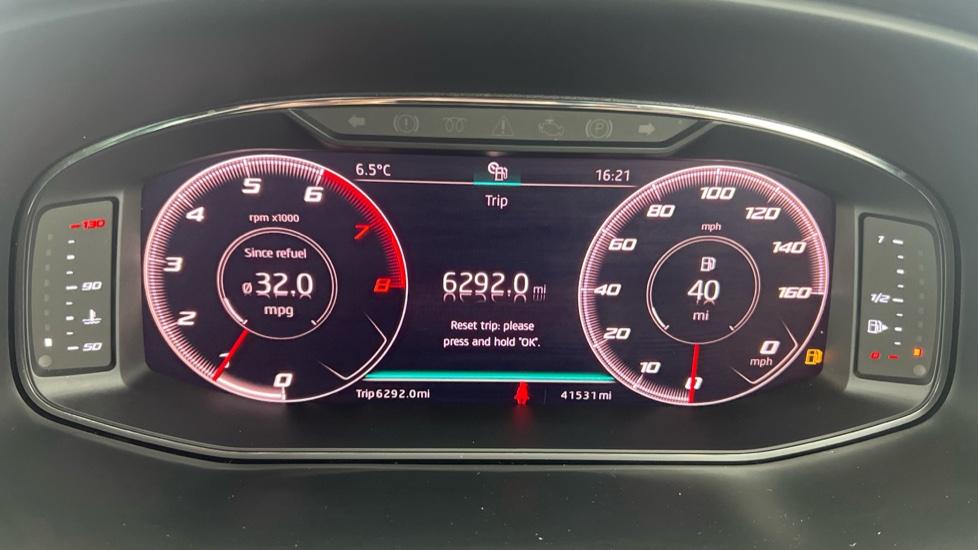 6.5°C
16:21
Trip
6292.0 mi
Reset trip: please
press and hold "OK".
Trip 6292.0mi
41531mi
0
1
2
3
4
5
6
7
8
rpm x1000
Since refuel
ø 32.0
mpg
0
10
20
40
60
80
100
120
140
160
0
mph
mph
40
mi
130
90
50
1
1/2
0
P